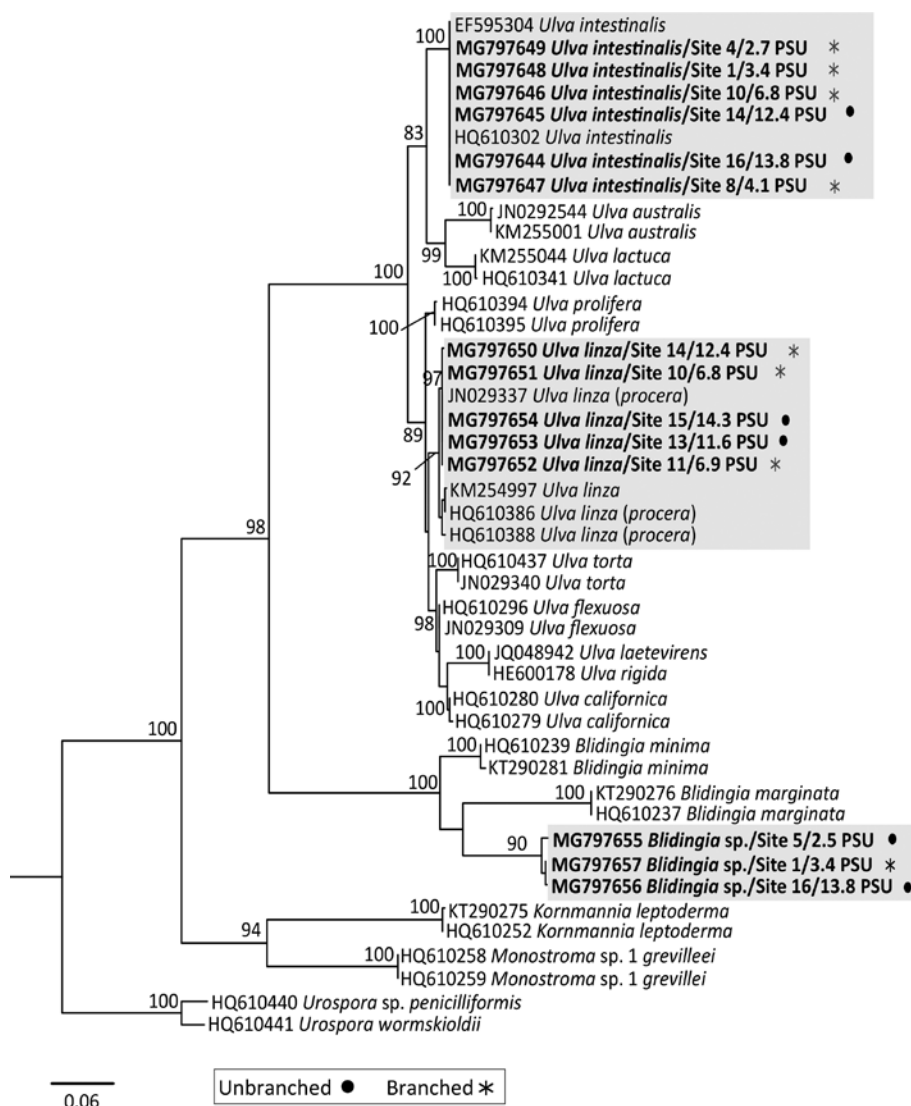 EF595304 Ulva intestinalis
100
MG797649 Ulva intestinalis/Site 4/2.7 PSU *
MG797648 Ulva intestinalis/Site 1/3.4 PSU *
MG797646 Ulva intestinalis/Site 10/6.8 PSU *
MG797645 Ulva intestinalis/Site 14/12.4 PSU ●
83
HQ610302 Ulva intestinalis
MG797644 Ulva intestinalis/Site 16/13.8 PSU ●
MG797647 Ulva intestinalis/Site 8/4.1 PSU *
100 JN0292544 Ulva australis
KM255001 Ulva australis
99 KM255044 Ulva lactuca
100 100 HQ610341 Ulva lactuca
HQ610394 Ulva prolifera
100 HQ610395 Ulva prolifera
MG797650 Ulva linza/Site 14/12.4 PSU *
97 MG797651 Ulva linza/Site 10/6.8 PSU *
JN029337 Ulva linza (procera)
MG797654 Ulva linza/Site 15/14.3 PSU ●
89 MG797653 Ulva linza/Site 13/11.6 PSU ●
92 MG797652 Ulva linza/Site 11/6.9 PSU *
KM254997 Ulva linza
HQ610386 Ulva linza (procera)
98 HQ610388 Ulva linza (procera)
100 HQ610437 Ulva torta
JN029340 Ulva torta
HQ610296 Ulva flexuosa
98 JN029309 Ulva flexuosa
100 JQ048942 Ulva laetevirens
HE600178 Ulva rigida
HQ610280 Ulva californica
100 HQ610279 Ulva californica
100
100 HQ610239 Blidingia minima
KT290281 Blidingia minima
100
100 KT290276 Blidingia marginata
HQ610237 Blidingia marginata
90 MG797655 Blidingia sp./Site 5/2.5 PSU ●
MG797657 Blidingia sp./Site 1/3.4 PSU *
MG797656 Blidingia sp./Site 16/13.8 PSU ●
100 KT290275 Kornmannia leptoderma
94 HQ610252 Kornmannia leptoderma
100 HQ610258 Monostroma sp. 1 grevilleei
HQ610259 Monostroma sp. 1 grevillei
100 HQ610440 Urospora sp. penicilliformis
HQ610441 Urospora wormskioldii
0.06
Unbranched ● Branched *